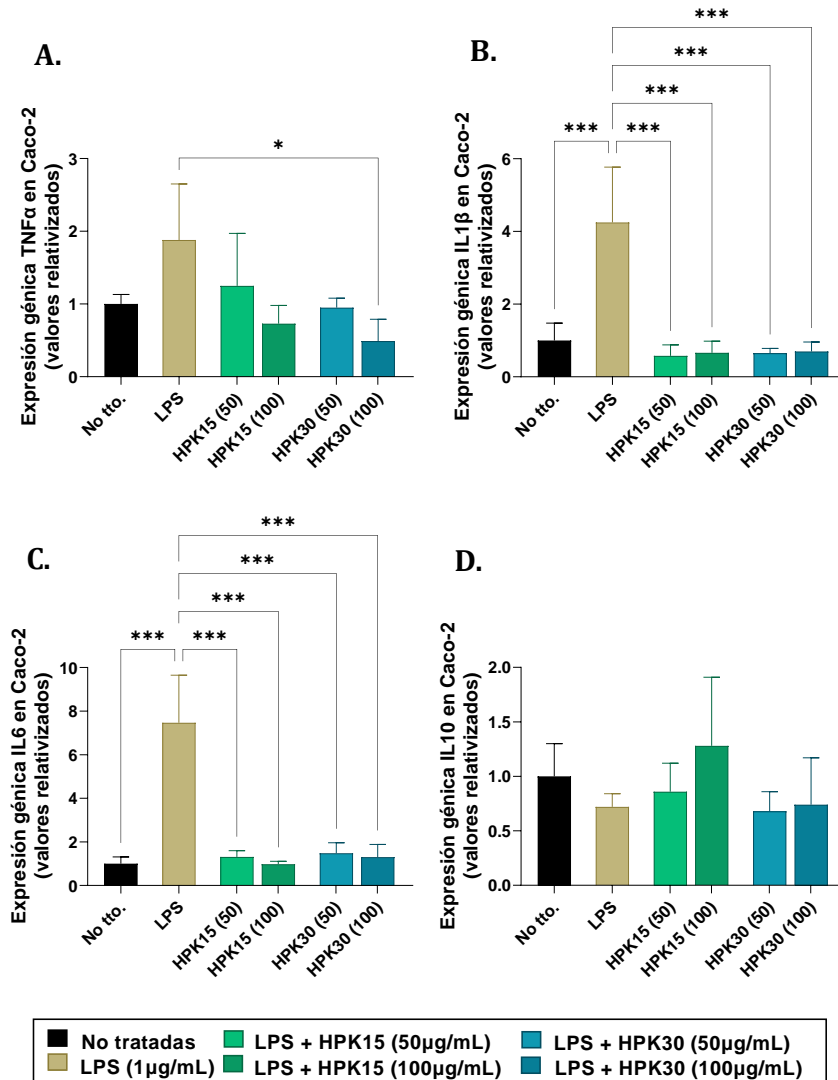 A.
Expresión génica TNFα en Caco-2
(valores relativizados)
3
2
1
0
*
No tto.
LPS
HPK15 (50)
HPK15 (100)
HPK30 (50)
HPK30 (100)
B.
Expresión génica IL1β en Caco-2
(valores relativizados)
6
4
2
0
***
***
***
***
***
No tto.
LPS
HPK15 (50)
HPK15 (100)
HPK30 (50)
HPK30 (100)
C.
Expresión génica IL6 en Caco-2
(valores relativizados)
10
8
6
4
2
0
***
***
***
***
***
No tto.
LPS
HPK15 (50)
HPK15 (100)
HPK30 (50)
HPK30 (100)
D.
Expresión génica IL10 en Caco-2
(valores relativizados)
2.0
1.5
1.0
0.5
0.0
No tto.
LPS
HPK15 (50)
HPK15 (100)
HPK30 (50)
HPK30 (100)
No tratadas
LPS (1µg/mL)
LPS + HPK15 (50µg/mL)
LPS + HPK15 (100µg/mL)
LPS + HPK30 (50µg/mL)
LPS + HPK30 (100µg/mL)